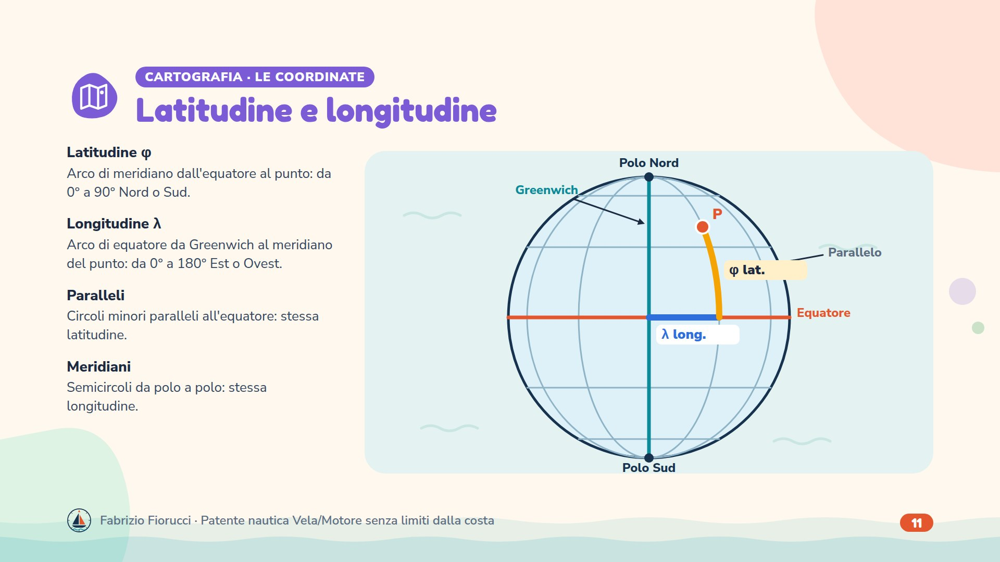 CARTOGRAFIA · LE COORDINATE
Latitudine e longitudine
Latitudine φ
Arco di meridiano dall'equatore al punto: da
0° a 90° Nord o Sud.
Longitudine λ
Arco di equatore da Greenwich al meridiano
del punto: da 0° a 180° Est o Ovest.
Paralleli
Circoli minori paralleli all'equatore: stessa
latitudine.
Meridiani
Semicircoli da polo a polo: stessa
longitudine.
Polo Nord
Greenwich
P
Parallelo
φ lat.
Equatore
λ long.
Polo Sud
Fabrizio Fiorucci · Patente nautica Vela/Motore senza limiti dalla costa
11